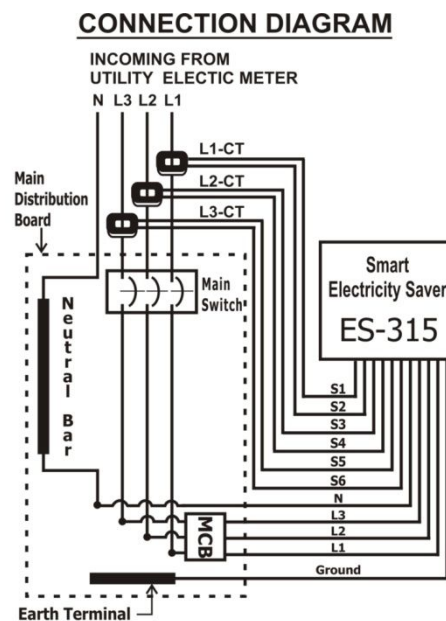 CONNECTION DIAGRAM
INCOMING FROM
UTILITY ELECTIC METER
N L3 L2 L1
L1-CT
L2-CT
L3-CT
Main
Distribution
Board
Main
Switch
Neutral Bar
Smart
Electricity Saver
ES-315
S1
S2
S3
S4
S5
S6
N
L3
L2
L1
MCB
Ground
Earth Terminal